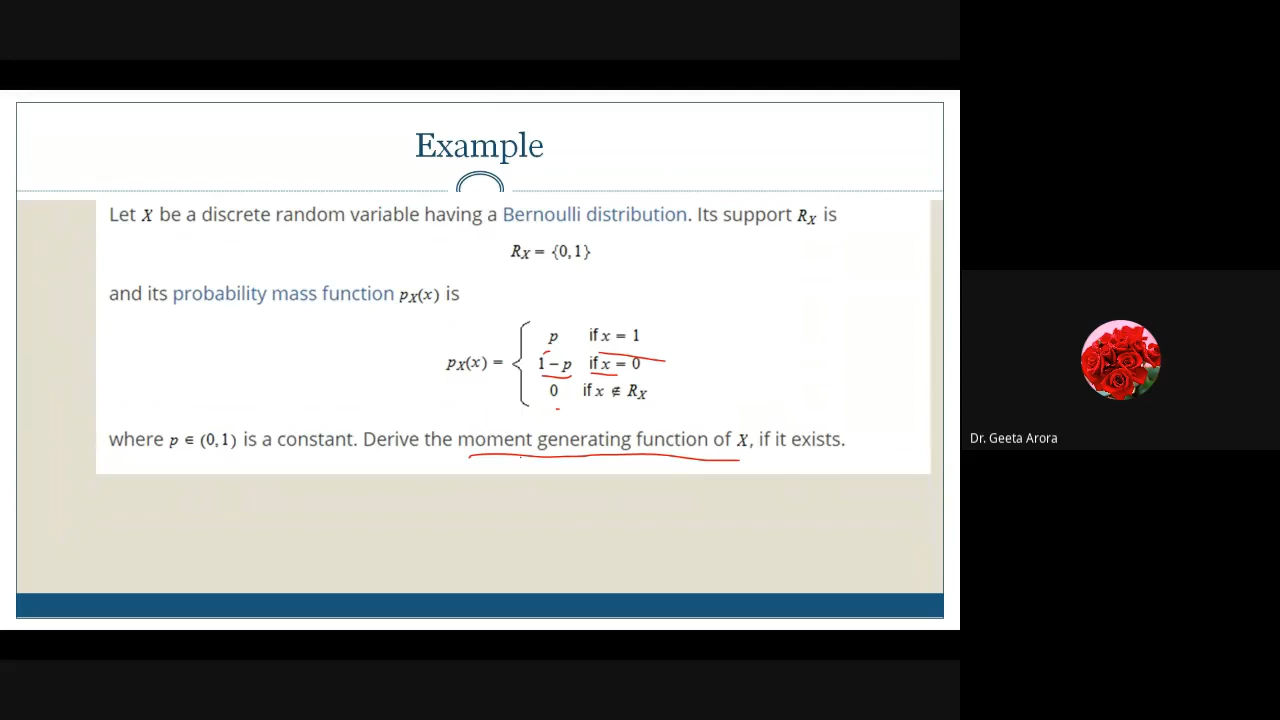 Example
Let X be a discrete random variable having a Bernoulli distribution. Its support R_X is
R_X = {0, 1}
and its probability mass function p_X(x) is
p if x = 1
p_X(x) = { 1 − p if x = 0
0 if x ∉ R_X
where p ∈ (0, 1) is a constant. Derive the moment generating function of X, if it exists.
Dr. Geeta Arora